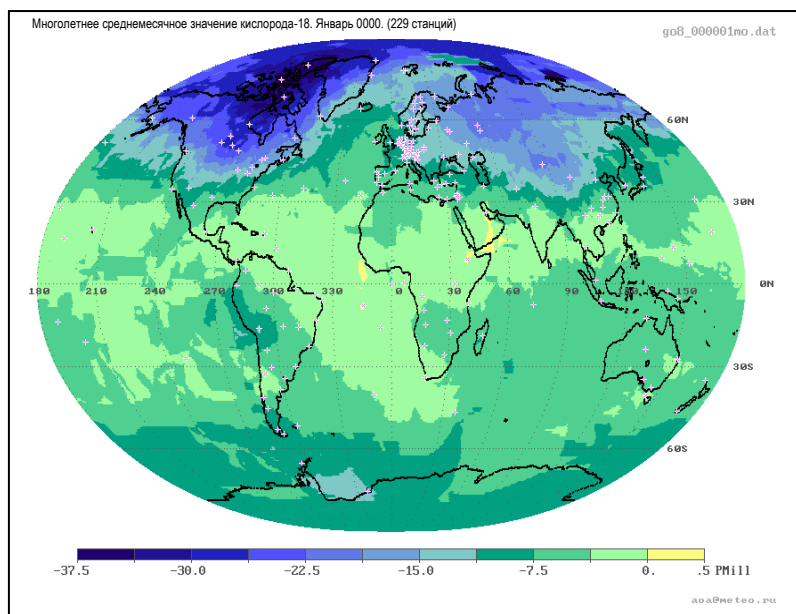 Многолетнее среднемесячное значение кислорода-18. Январь 0000. (229 станций)
go8_000001mo.dat
60N
30N
180 210 240 270 300 330 0 30 60 90 120 150 0N
30S
60S
-37.5 -30.0 -22.5 -15.0 -7.5 0. .5 PMill
aoa@meteo.ru